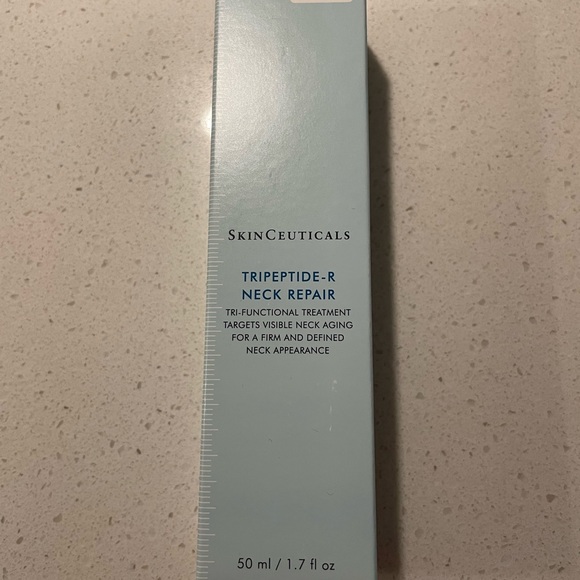 SKINCEUTICALS
TRIPEPTIDE-R
NECK REPAIR
TRI-FUNCTIONAL TREATMENT
TARGETS VISIBLE NECK AGING
FOR A FIRM AND DEFINED
NECK APPEARANCE
50 ml / 1.7 fl oz